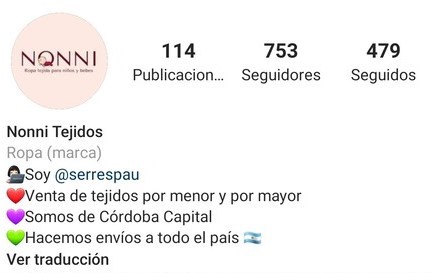 NONNI
Ropa tejida para niños y bebes
114
Publicacion...
753
Seguidores
479
Seguidos
Nonni Tejidos
Ropa (marca)
👩🏻‍💻Soy @serrespau
❤️Venta de tejidos por menor y por mayor
💜Somos de Córdoba Capital
💚Hacemos envíos a todo el país 🇦🇷
Ver traducción